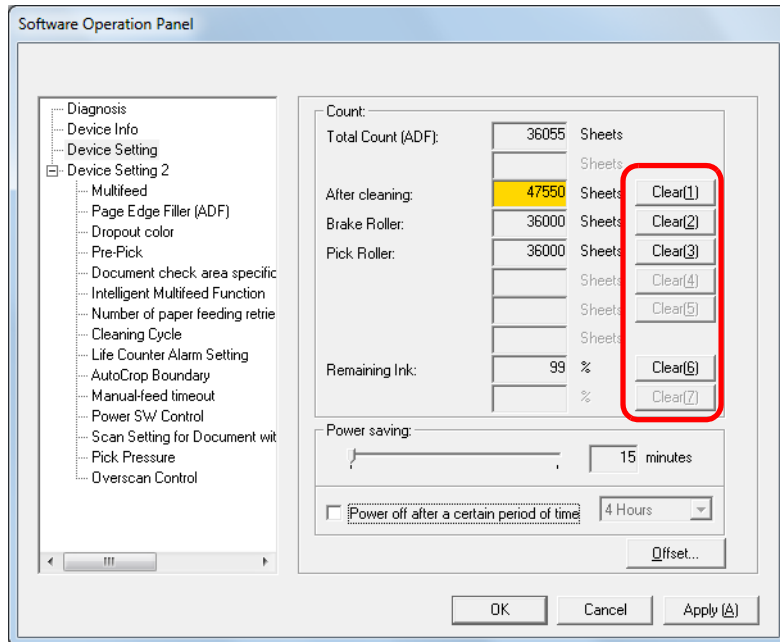 Software Operation Panel
Diagnosis
Device Info
Device Setting
Device Setting 2
Multifeed
Page Edge Filler (ADF)
Dropout color
Pre-Pick
Document check area specific
Intelligent Multifeed Function
Number of paper feeding retrie
Cleaning Cycle
Life Counter Alarm Setting
AutoCrop Boundary
Manual-feed timeout
Power SW Control
Scan Setting for Document wit
Pick Pressure
Overscan Control
Count:
Total Count (ADF): 36055 Sheets
Sheets
After cleaning: 47550 Sheets Clear(1)
Brake Roller: 36000 Sheets Clear(2)
Pick Roller: 36000 Sheets Clear(3)
Sheets Clear(4)
Sheets Clear(5)
Sheets
Remaining Ink: 99 % Clear(6)
% Clear(7)
Power saving:
15 minutes
Power off after a certain period of time 4 Hours
Offset...
OK Cancel Apply (A)